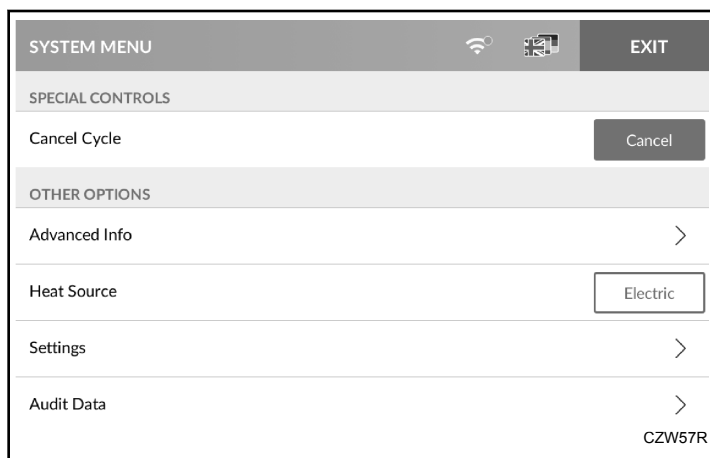 SYSTEM MENU EXIT
SPECIAL CONTROLS
Cancel Cycle Cancel
OTHER OPTIONS
Advanced Info
Heat Source Electric
Settings
Audit Data
CZW57R